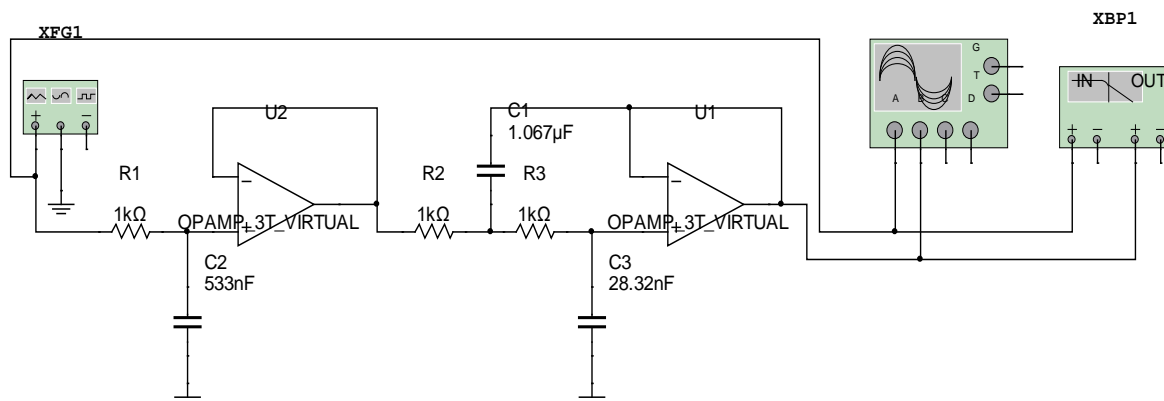 XBP1
XFG1
G
T
A B C D
IN OUT
+ - + -
+ -
U2
C1
1.067µF
U1
R1
R2
R3
1kΩ
OPAMP_3T_VIRTUAL
1kΩ
1kΩ
OPAMP_3T_VIRTUAL
C2
533nF
C3
28.32nF